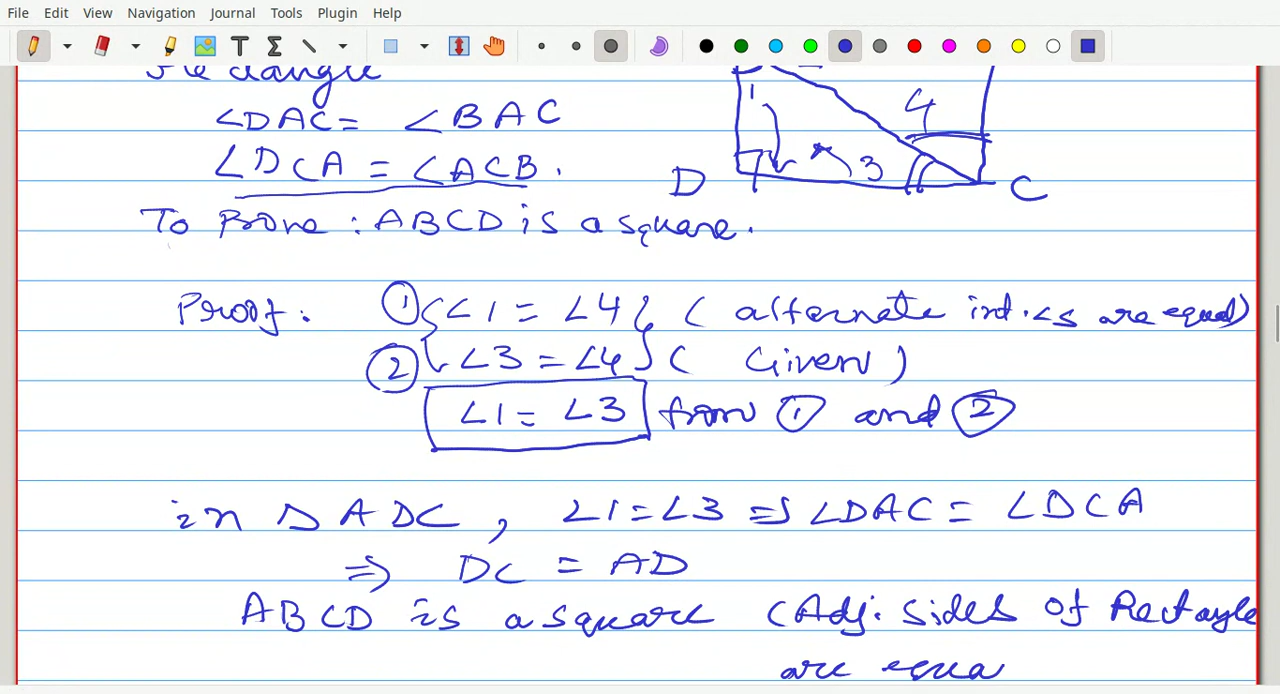 File Edit View Navigation Journal Tools Plugin Help
Rectangle
∠DAC = ∠BAC
∠DCA = ∠ACB.
To Prove : ABCD is a square.
1
4
3
D
C
Proof: ① ∠1 = ∠4 (alternate int. ∠s are equal)
② ∠3 = ∠4 (Given)
∠1 = ∠3 from ① and ②
in △ ADC, ∠1 = ∠3 ⇒ ∠DAC = ∠DCA
⇒ DC = AD
ABCD is a square (Adj. sides of Rectangle
are equa